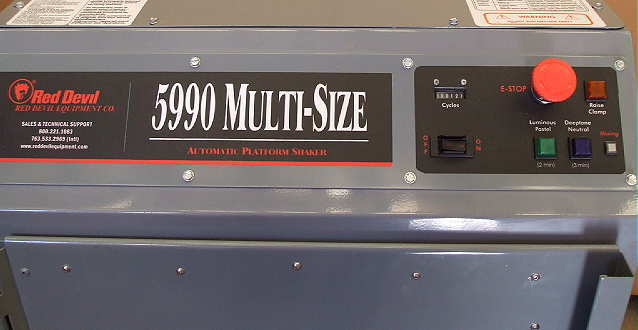 WARNING
Red Devil
RED DEVIL EQUIPMENT CO.
SALES & TECHNICAL SUPPORT
800.221.1083
763.533.2969 (Intl)
www.reddevilequipment.com
5990 MULTI-SIZE
AUTOMATIC PLATFORM SHAKER
Cycles
E-STOP
Raise
Clamp
OFF
ON
Luminous
Pastel
(2 min)
Deeptone
Neutral
(3 min)
Mixing